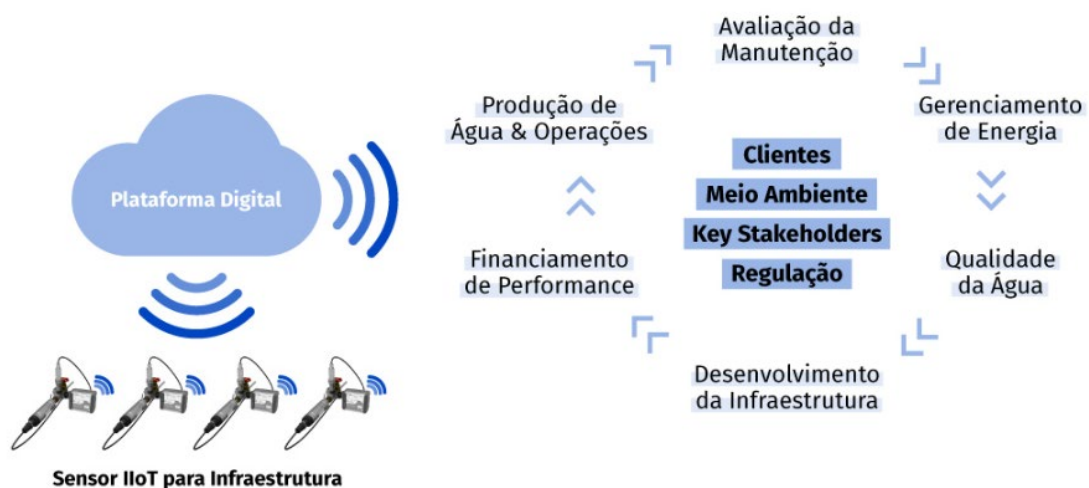 Plataforma Digital
Sensor IIoT para Infraestrutura
Avaliação da
Manutenção
Gerenciamento
de Energia
Qualidade
da Água
Desenvolvimento
da Infraestrutura
Financiamento
de Performance
Produção de
Água & Operações
Clientes
Meio Ambiente
Key Stakeholders
Regulação